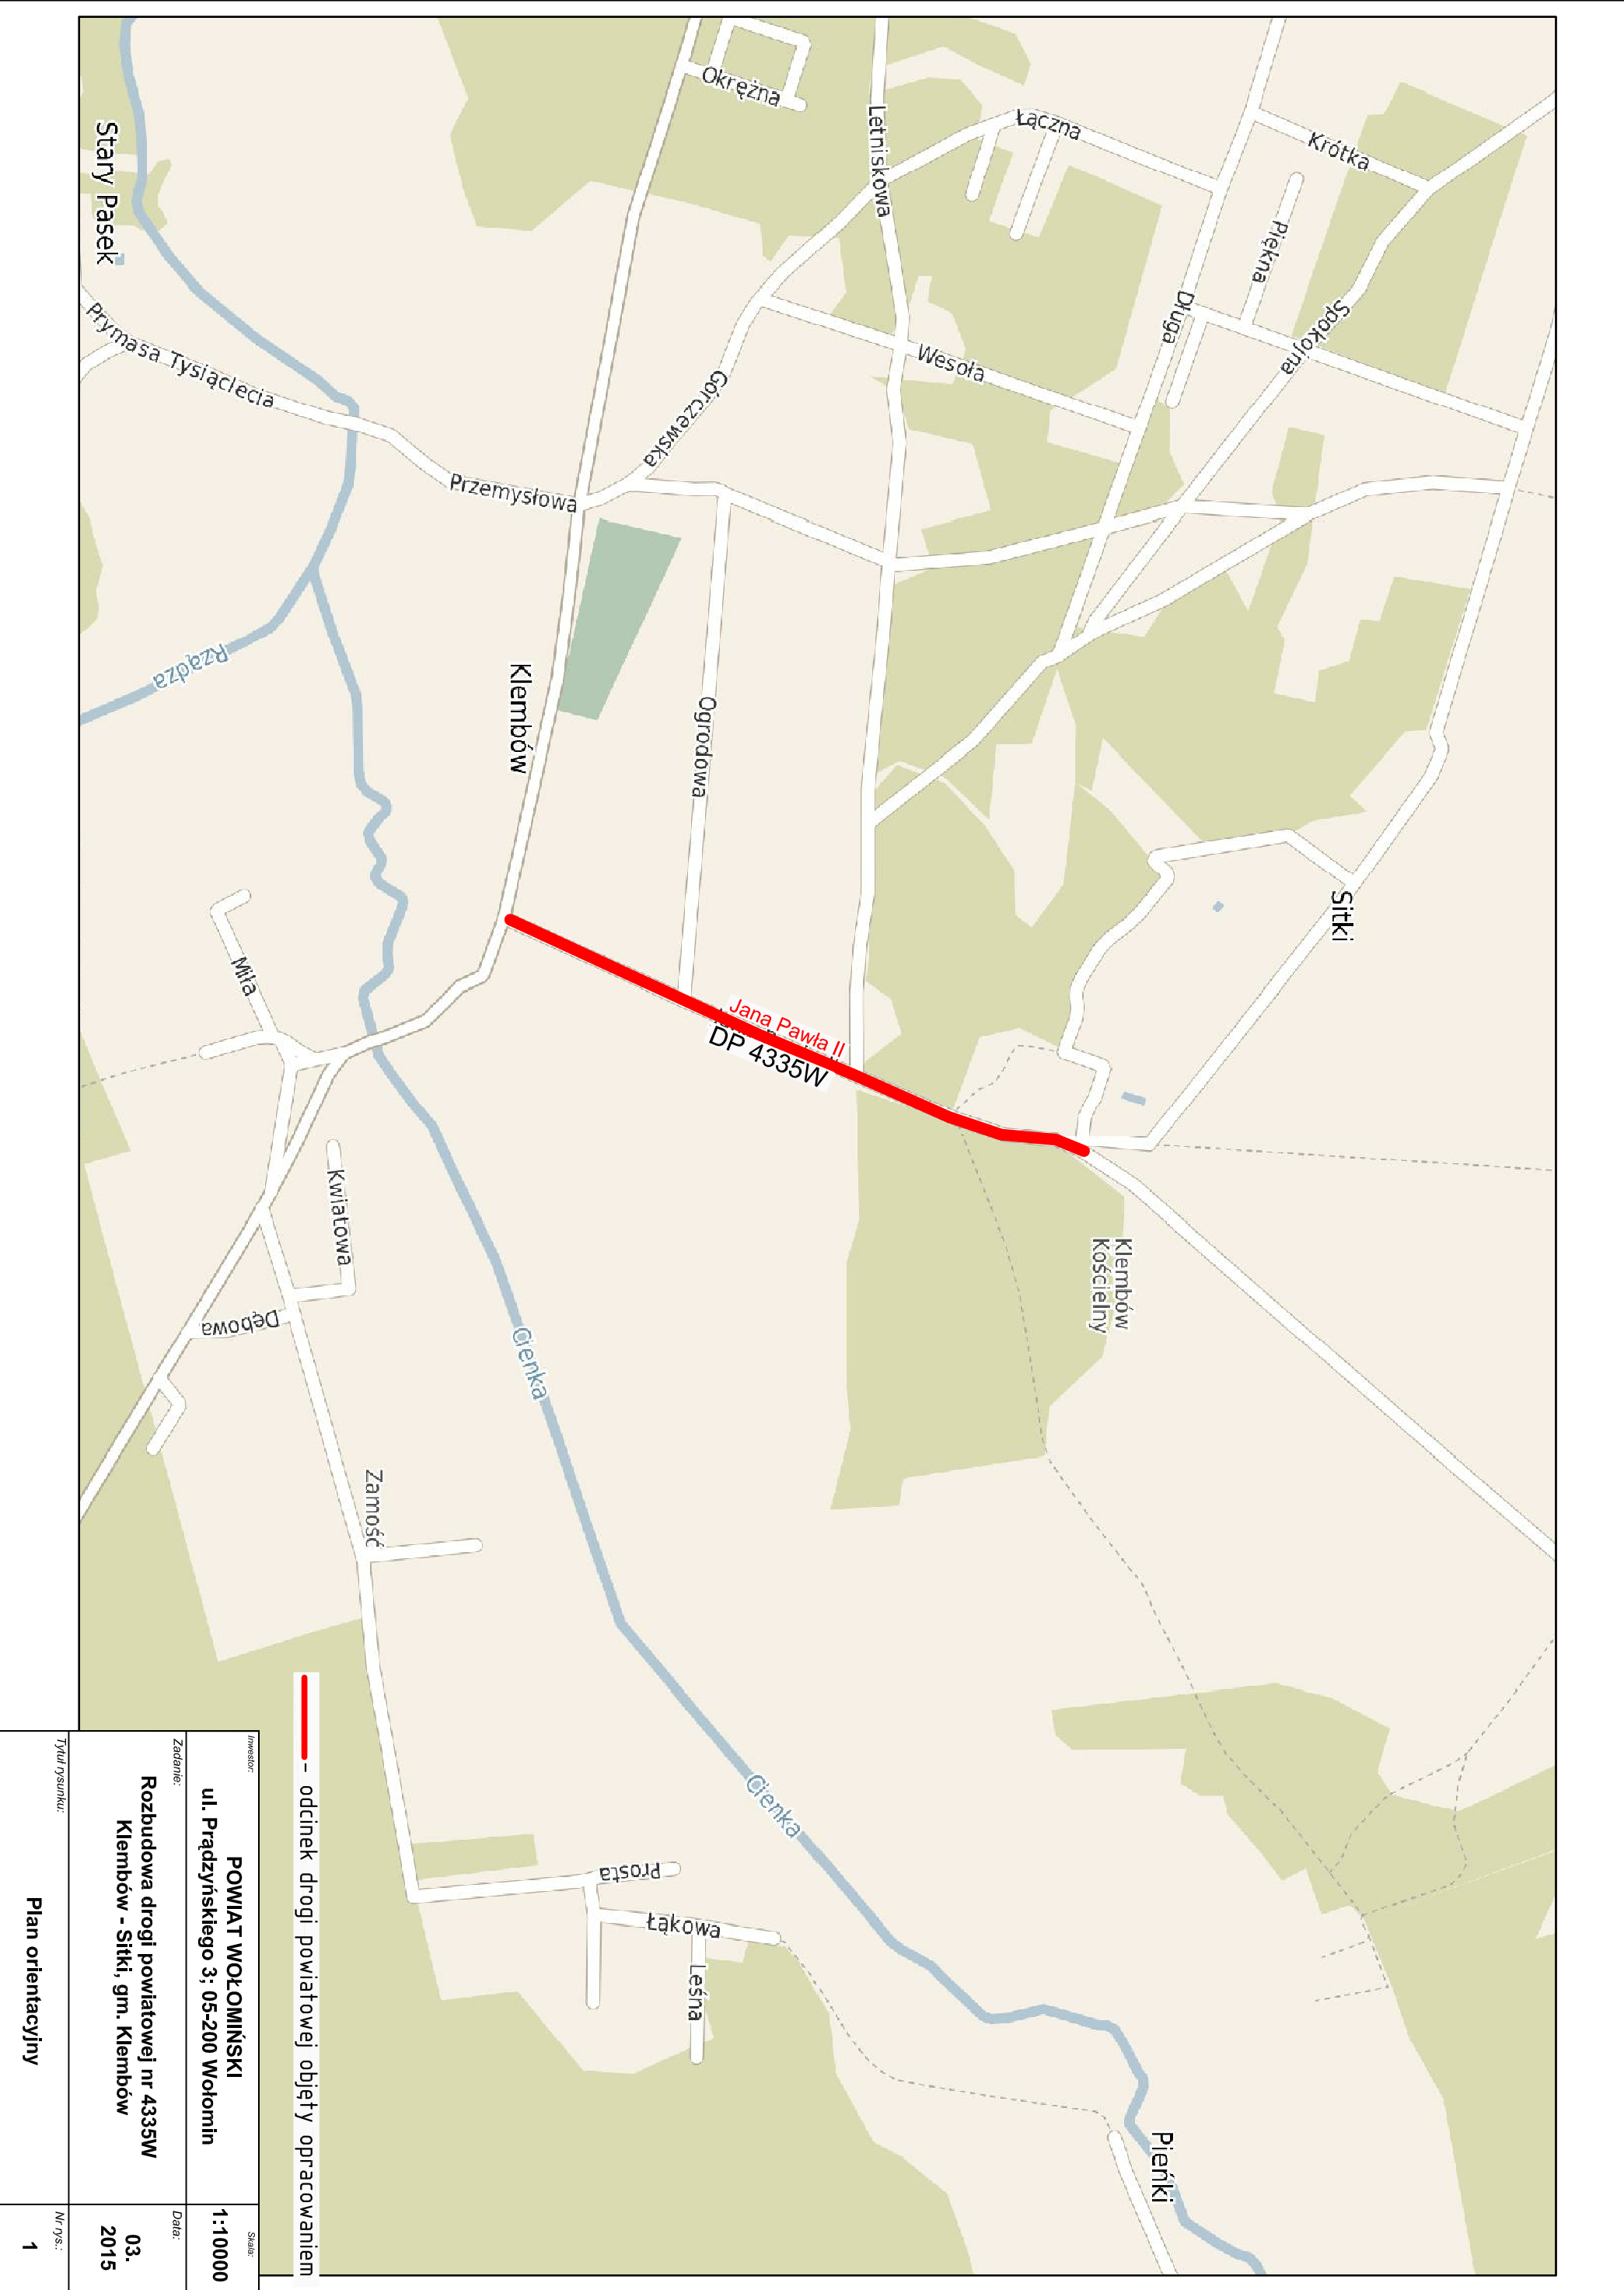 Sitki
Klembów
Kościelny
Pieńki
Krótka
Piękna
Spokojna
Długa
Łączna
Wesoła
Letniskowa
Okrężna
Górczewska
Ogrodowa
Jana Pawła II
DP 4335W
Klembów
Przemysłowa
Prymasa Tysiąclecia
Stary Pasek
Rządza
Miła
Kwiatowa
Dębowa
Cienka
Zamość
Cienka
Prosta
Łąkowa
Leśna
- odcinek drogi powiatowej objęty opracowaniem
Inwestor:
POWIAT WOŁOMIŃSKI
ul. Prądzyńskiego 3; 05-200 Wołomin
Skala:
1:10000
Zadanie:
Rozbudowa drogi powiatowej nr 4335W
Klembów - Sitki, gm. Klembów
Data:
03.
2015
Tytuł rysunku:
Plan orientacyjny
Nr rys.:
1